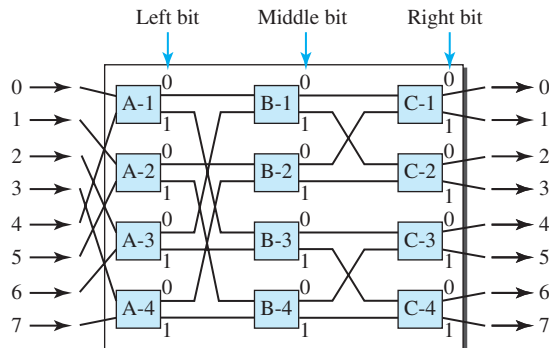 Left bit Middle bit Right bit
0 0 0 0 0
A-1 B-1 C-1
1 1 1 1 1
0 0 0
2 A-2 B-2 C-2 2
3 1 1 1 3
4 0 0 0 4
A-3 B-3 C-3
5 1 1 1 5
6 0 0 0 6
A-4 B-4 C-4
7 1 1 1 7